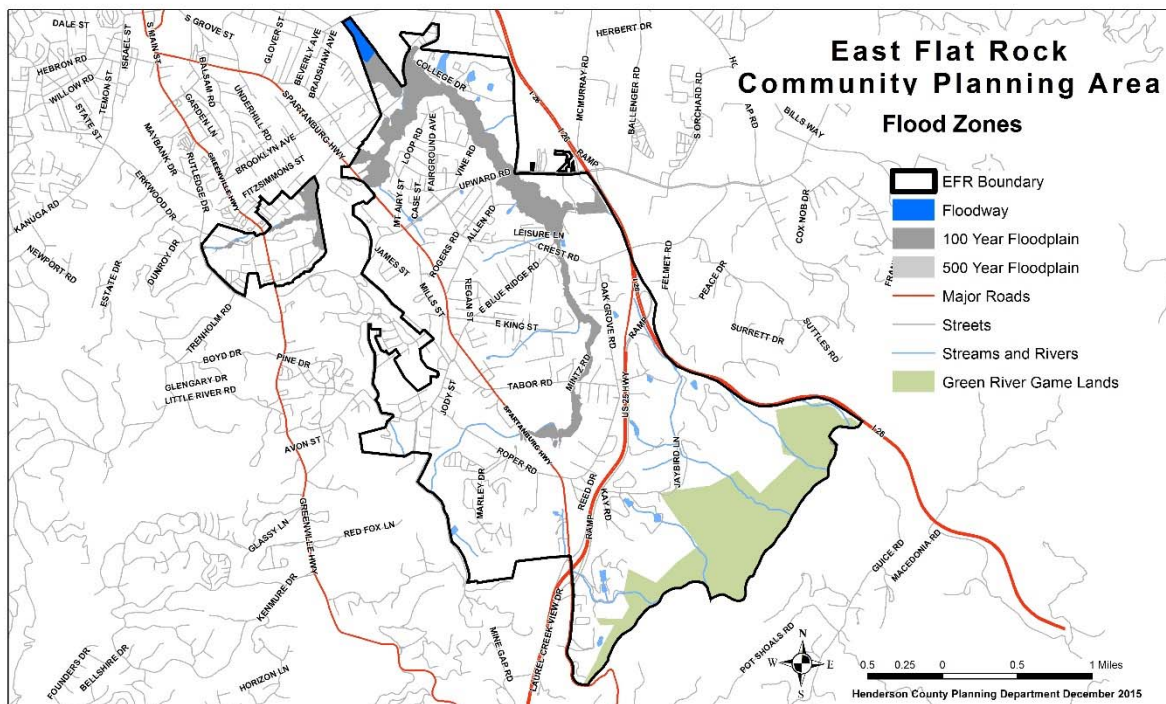 East Flat Rock
Community Planning Area
Flood Zones
EFR Boundary
Floodway
100 Year Floodplain
500 Year Floodplain
Major Roads
Streets
Streams and Rivers
Green River Game Lands
DALE ST
S GROVE ST
S MAIN ST
ISRAEL ST
GLOVER ST
BEVERLY AVE
BRADSHAW AVE
HEBRON RD
WILLOW RD
TEMON ST
STATE ST
BALSAM RD
GARDEN LN
UNDERHILL RD
SPARTANBURG HWY
MAYBANK DR
BROOKLYN AVE
RUTLEDGE DR
GREENVILLE HWY
FITZSIMMONS ST
ERKWOOD DR
KANUGA RD
NEWPORT RD
ESTATE DR
DUNROY DR
TRENHOLM RD
BOYD DR
PINE DR
GLENGARY DR
LITTLE RIVER RD
AVON ST
GREENVILLE HWY
GLASSY LN
RED FOX LN
KENMURE DR
FOUNDERS DR
BELLSHIRE DR
HORIZON LN
COLLEGE DR
LOOP RD
FAIRGROUND AVE
VINE RD
UPWARD RD
MT AIRY ST
CASE ST
ALLEN RD
ROGERS RD
LEISURE LN
CREST RD
JAMES ST
MILLS ST
REGAN ST
E BLUE RIDGE RD
E KING ST
OAK GROVE RD
MINTZ RD
TABOR RD
JODY ST
SPARTANBURG HWY
ROPER RD
MARLEY DR
US 25 HWY
REED DR
KAY RD
RAMP
JAYBIRD LN
LAUREL CREEK VIEW DR
MINE GAP RD
I-26
I-26
RAMP
I-26
RAMP
I-26
HERBERT DR
MCMURRAY RD
BALLENGER RD
S ORCHARD RD
BILLS WAY
COX NOB DR
FELMET RD
PEACE DR
SURRETT DR
SUTTLES RD
GUICE RD
MACEDONIA RD
POT SHOALS RD
N
W
E
S
0.5 0.25 0 0.5 1 Miles
Henderson County Planning Department December 2015